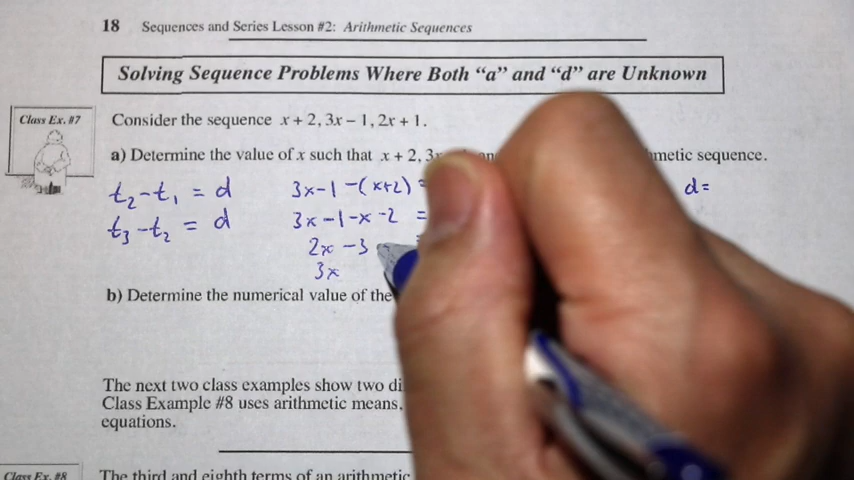 18 Sequences and Series Lesson #2: Arithmetic Sequences
Solving Sequence Problems Where Both “a” and “d” are Unknown
Class Ex. #7
Consider the sequence x + 2, 3x − 1, 2x + 1.
a) Determine the value of x such that x + 2, 3x sequence.
t₂ − t₁ = d 3x − 1 − (x+2) = d =
t₃ − t₂ = d 3x − 1 − x − 2 =
2x − 3
3x
b) Determine the numerical value of the
The next two class examples show two
Class Example #8 uses arithmetic means,
equations.
Class Ex. #8
The third and eighth terms of an arithmetic